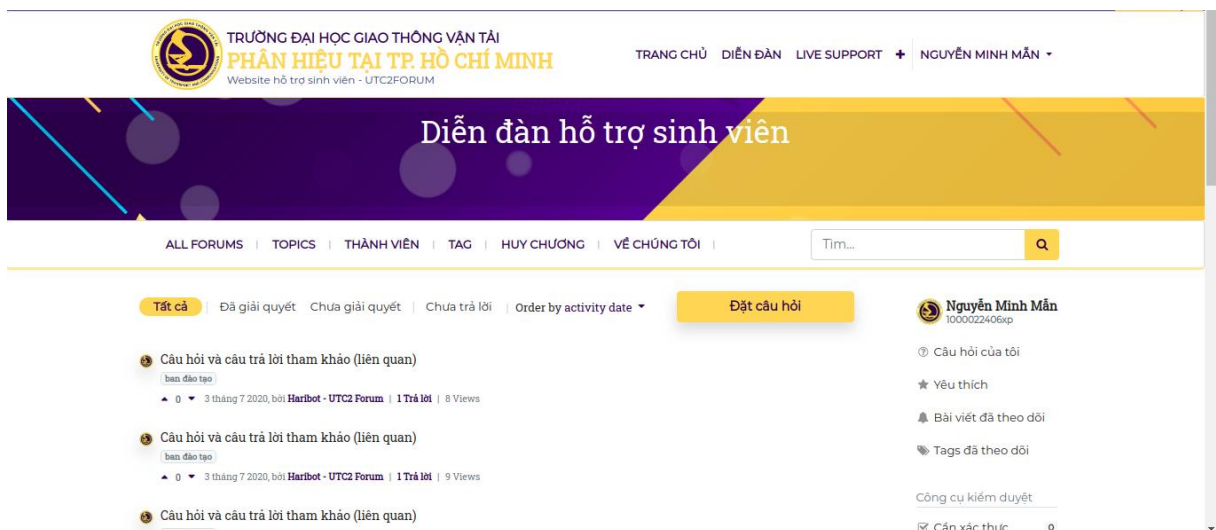 TRƯỜNG ĐẠI HỌC GIAO THÔNG VẬN TẢI
PHÂN HIỆU TẠI TP. HỒ CHÍ MINH
Website hỗ trợ sinh viên - UTC2FORUM
TRANG CHỦ DIỄN ĐÀN LIVE SUPPORT + NGUYỄN MINH MẪN
Diễn đàn hỗ trợ sinh viên
ALL FORUMS | TOPICS | THÀNH VIÊN | TAG | HUY CHƯƠNG | VỀ CHÚNG TÔI |
Tìm...
Tất cả | Đã giải quyết Chưa giải quyết | Chưa trả lời | Order by activity date
Đặt câu hỏi
Câu hỏi và câu trả lời tham khảo (liên quan)
ban đào tạo
0 3 tháng 7 2020, bởi Haribot - UTC2 Forum | 1 Trả lời | 8 Views
Câu hỏi và câu trả lời tham khảo (liên quan)
ban đào tạo
0 3 tháng 7 2020, bởi Haribot - UTC2 Forum | 1 Trả lời | 9 Views
Câu hỏi và câu trả lời tham khảo (liên quan)
Nguyễn Minh Mẫn
1000022406xp
Câu hỏi của tôi
Yêu thích
Bài viết đã theo dõi
Tags đã theo dõi
Công cụ kiểm duyệt
Cần xác thực 0